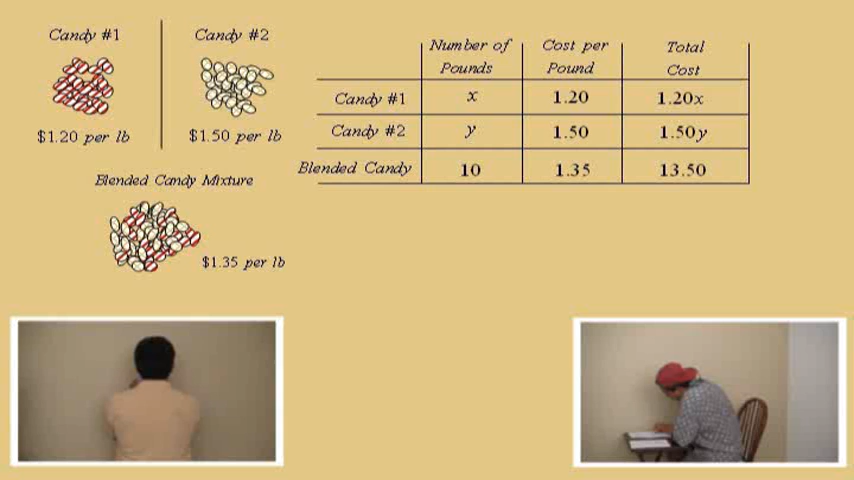 Candy #1
Candy #2
$1.20 per lb
$1.50 per lb
Blended Candy Mixture
$1.35 per lb
Number of Pounds
Cost per Pound
Total Cost
Candy #1 x 1.20 1.20x
Candy #2 y 1.50 1.50y
Blended Candy 10 1.35 13.50